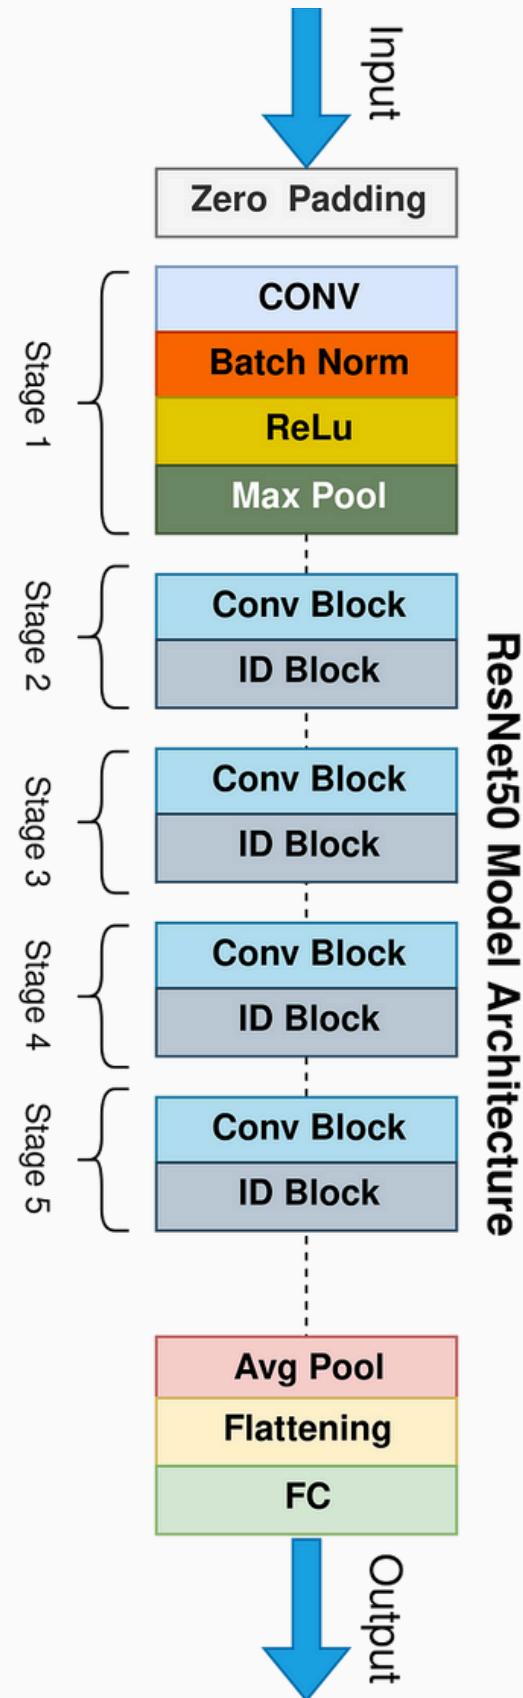 Input
Zero Padding
Stage 1
CONV
Batch Norm
ReLu
Max Pool
Stage 2
Conv Block
ID Block
Stage 3
Conv Block
ID Block
Stage 4
Conv Block
ID Block
Stage 5
Conv Block
ID Block
ResNet50 Model Architecture
Avg Pool
Flattening
FC
Output